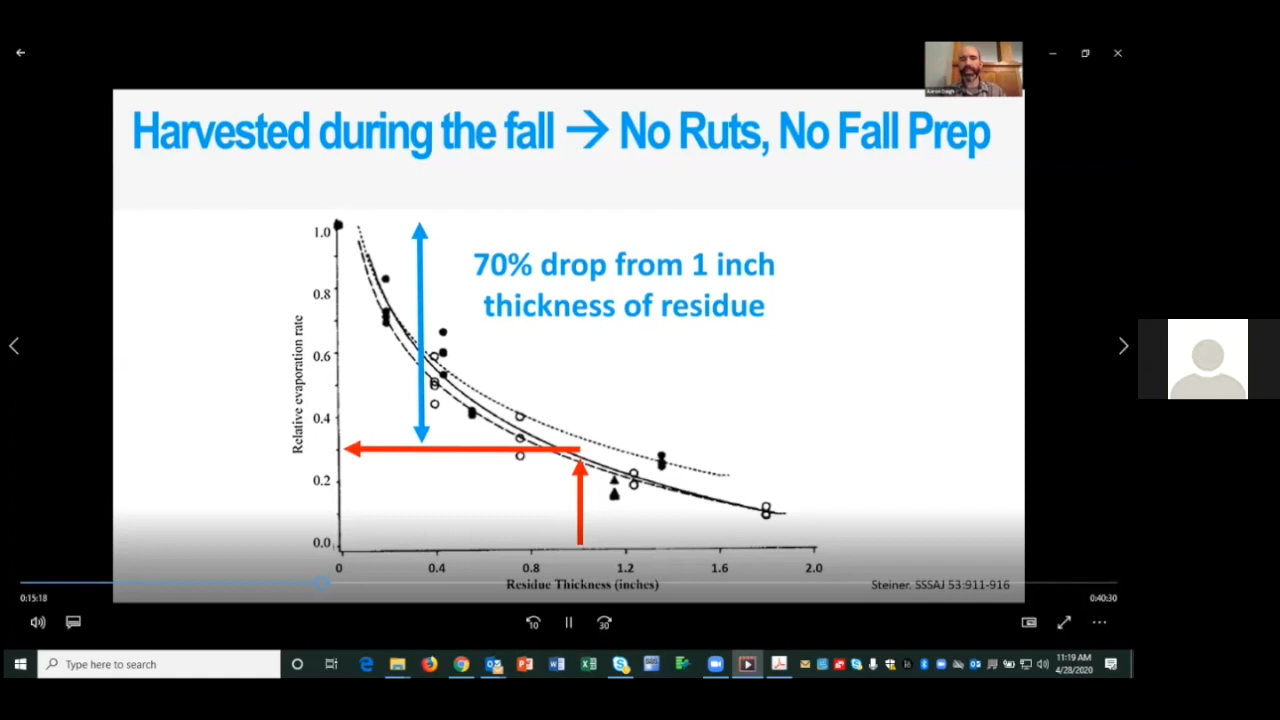 Harvested during the fall → No Ruts, No Fall Prep
70% drop from 1 inch
thickness of residue
Relative evaporation rate
1.0
0.8
0.6
0.4
0.2
0.0
0 0.4 0.8 1.2 1.6 2.0
Residue Thickness (inches)
Steiner. SSSAJ 53:911-916
0:15:18
0:40:30
10
30
Type here to search
11:19 AM
4/28/2020